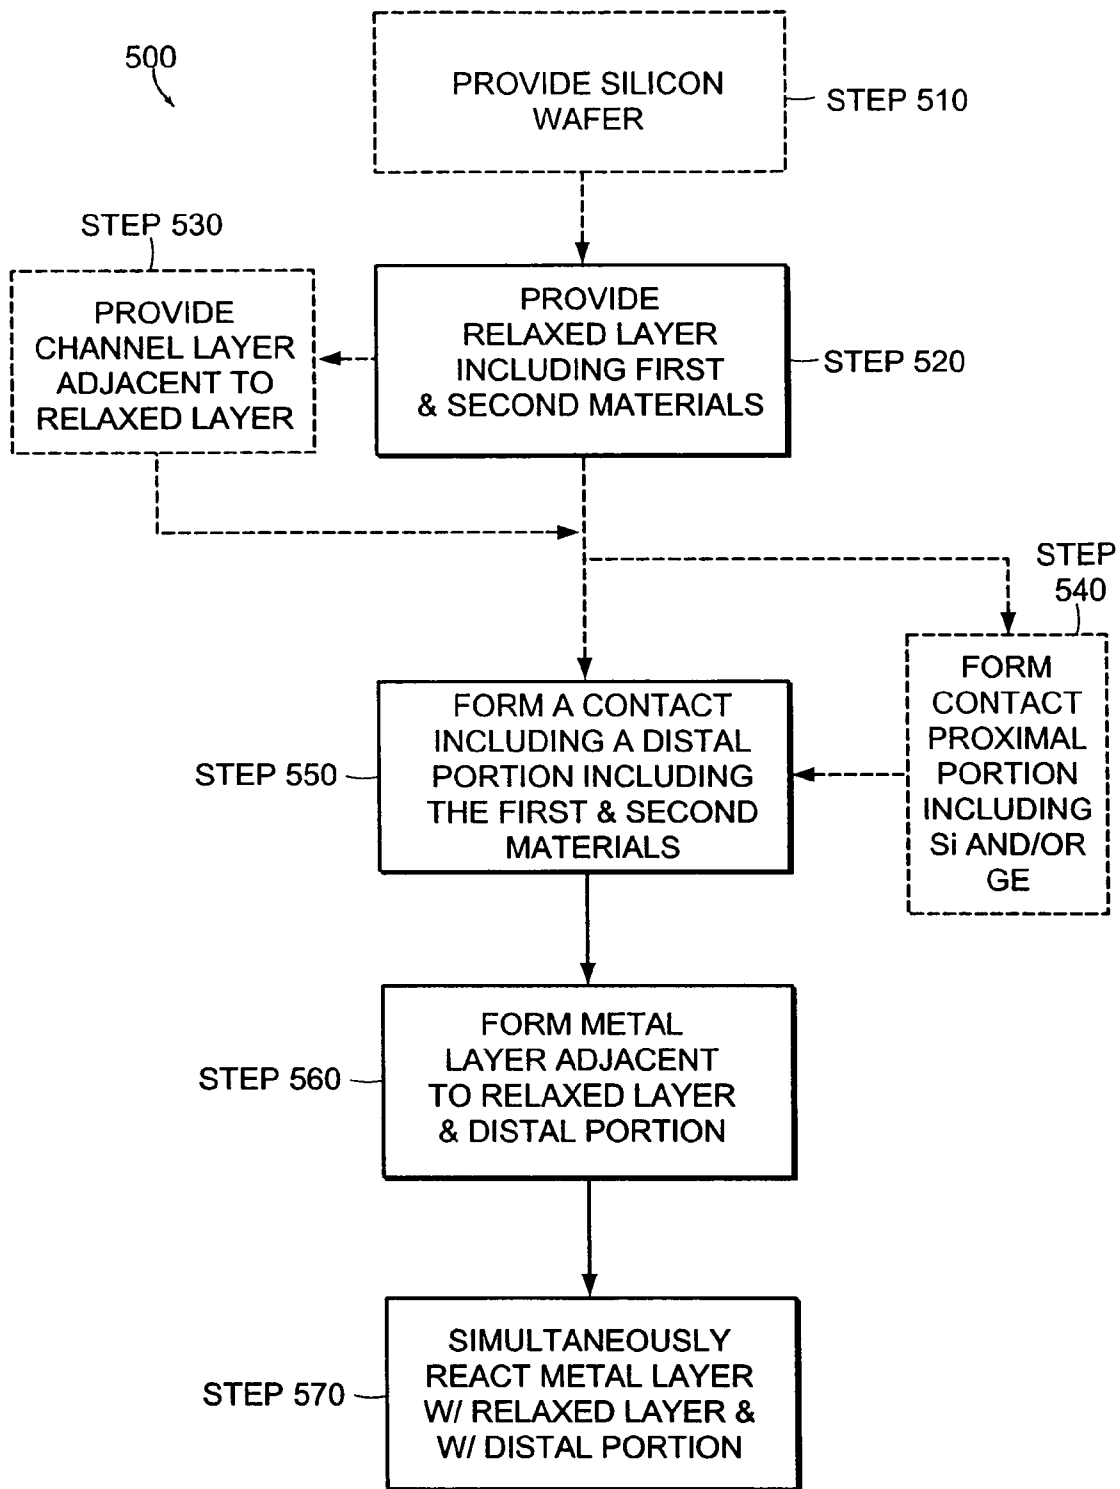 500
PROVIDE SILICON
WAFER
STEP 510
STEP 530
PROVIDE
CHANNEL LAYER
ADJACENT TO
RELAXED LAYER
PROVIDE
RELAXED LAYER
INCLUDING FIRST
& SECOND MATERIALS
STEP 520
STEP
540
FORM
CONTACT
PROXIMAL
PORTION
INCLUDING
Si AND/OR
GE
STEP 550
FORM A CONTACT
INCLUDING A DISTAL
PORTION INCLUDING
THE FIRST & SECOND
MATERIALS
STEP 560
FORM METAL
LAYER ADJACENT
TO RELAXED LAYER
& DISTAL PORTION
STEP 570
SIMULTANEOUSLY
REACT METAL LAYER
W/ RELAXED LAYER &
W/ DISTAL PORTION